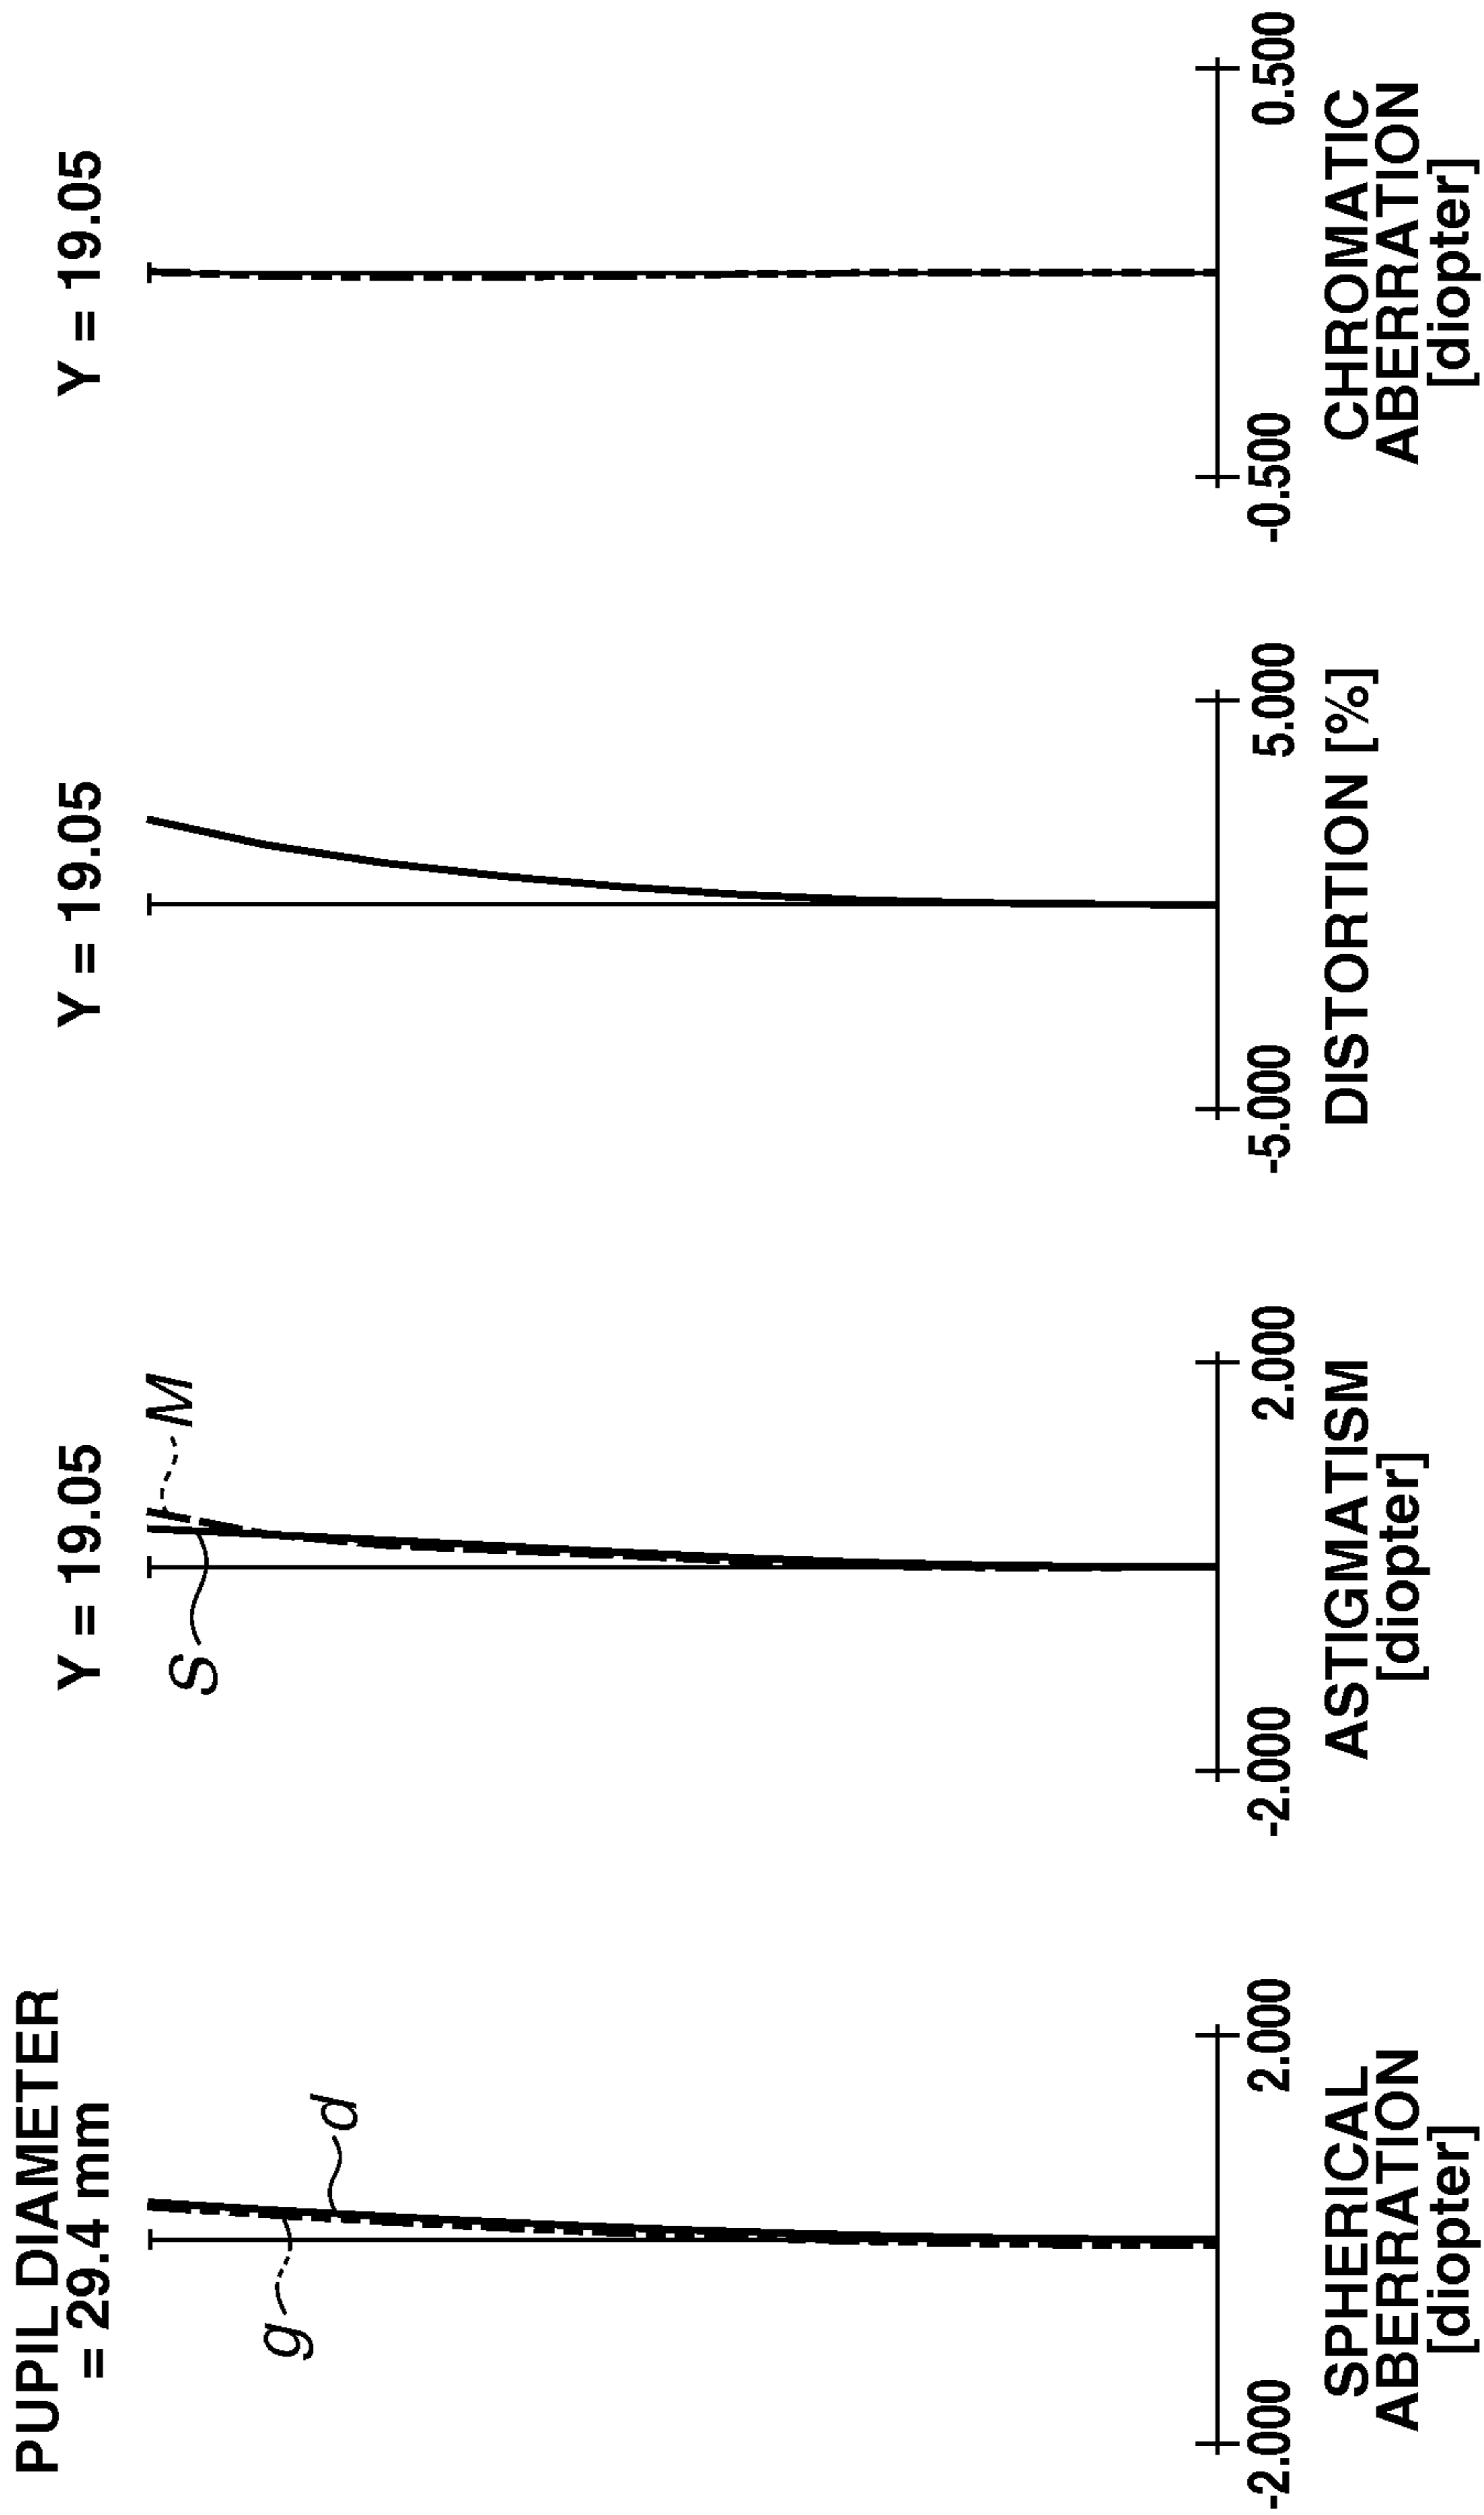 PUPIL DIAMETER
= 29.4 mm
g
d
-2.000
2.000
SPHERICAL
ABERRATION
[diopter]
Y = 19.05
S
M
-2.000
2.000
ASTIGMATISM
[diopter]
Y = 19.05
-5.000
5.000
DISTORTION [%]
Y = 19.05
-0.500
0.500
CHROMATIC
ABERRATION
[diopter]